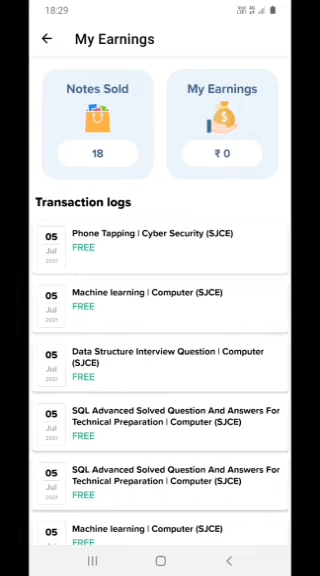 18:29
My Earnings
Notes Sold
My Earnings
18
₹ 0
Transaction logs
05
Jul
2021
Phone Tapping | Cyber Security (SJCE)
FREE
05
Jul
2021
Machine learning | Computer (SJCE)
FREE
05
Jul
2021
Data Structure Interview Question | Computer
(SJCE)
FREE
05
Jul
2021
SQL Advanced Solved Question And Answers For
Technical Preparation | Computer (SJCE)
FREE
05
Jul
2021
SQL Advanced Solved Question And Answers For
Technical Preparation | Computer (SJCE)
FREE
05
Machine learning | Computer (SJCE)
FREE